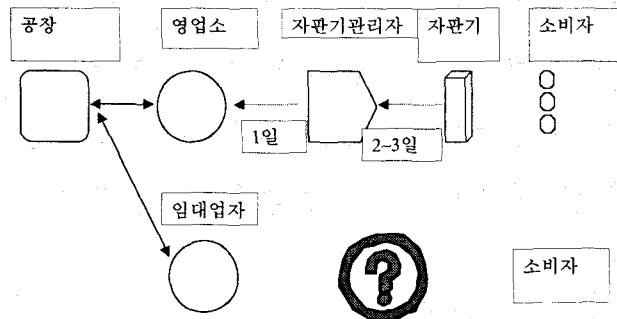 공장
영업소
자판기관리자
자판기
소비자
1일
2~3일
임대업자
?
소비자